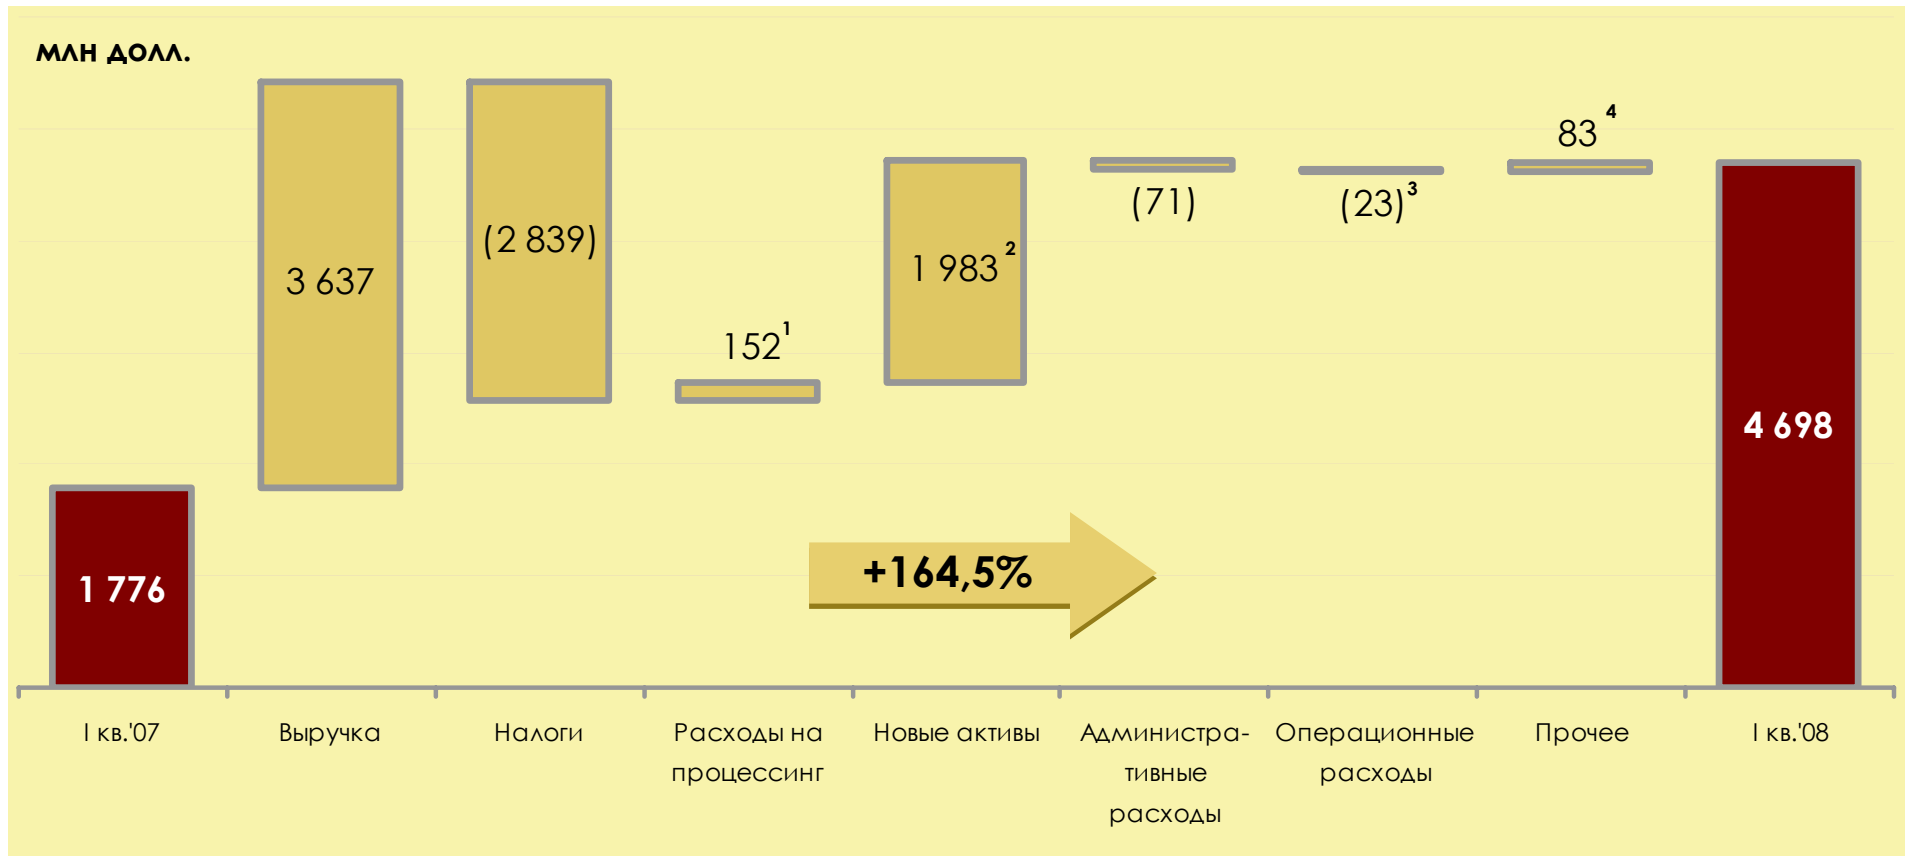 млн долл.
3 637
(2 839)
152¹
1 983²
(71)
(23)³
83⁴
4 698
1 776
+164,5%
I кв.'07
Выручка
Налоги
Расходы на
процессинг
Новые активы
Администра-
тивные
расходы
Операционные
расходы
Прочее
I кв.'08